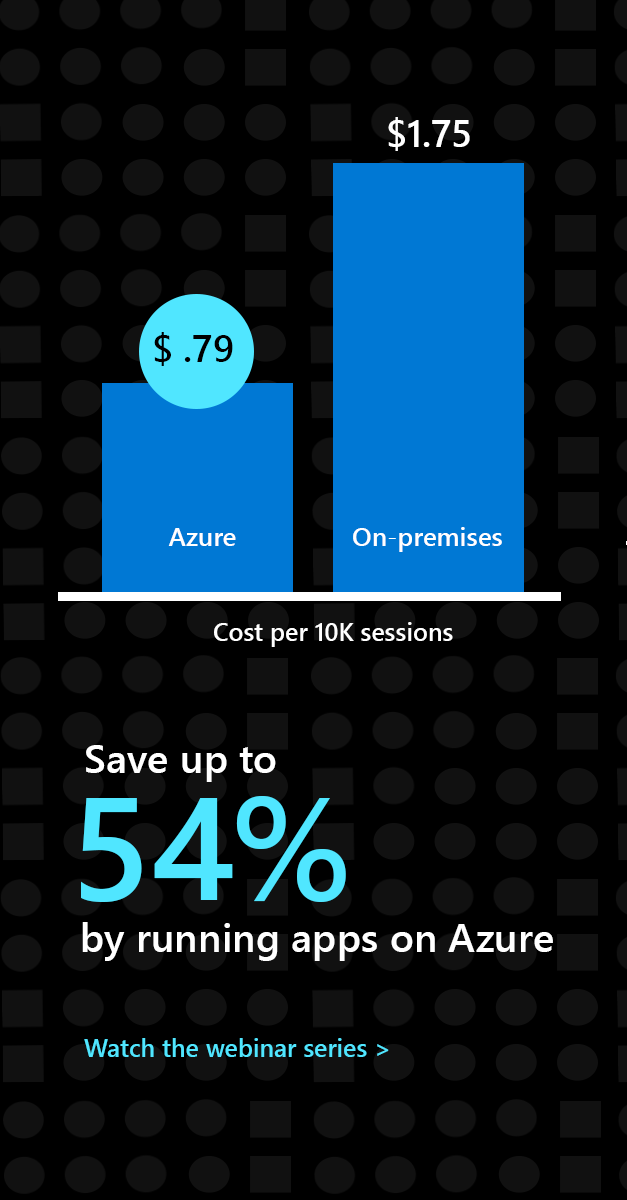 $1.75
$ .79
Azure
On-premises
Cost per 10K sessions
Save up to
54%
by running apps on Azure
Watch the webinar series >